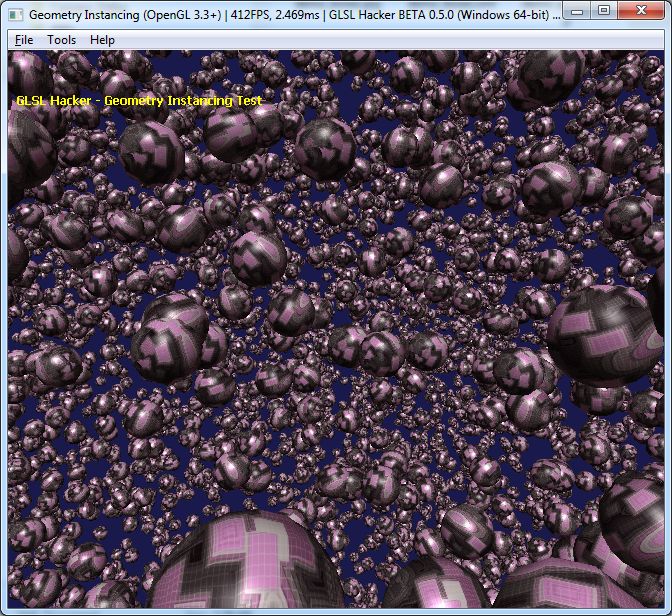 Geometry Instancing (OpenGL 3.3+) | 412FPS, 2.469ms | GLSL Hacker BETA 0.5.0 (Windows 64-bit) ...
File Tools Help
GLSL Hacker - Geometry Instancing Test